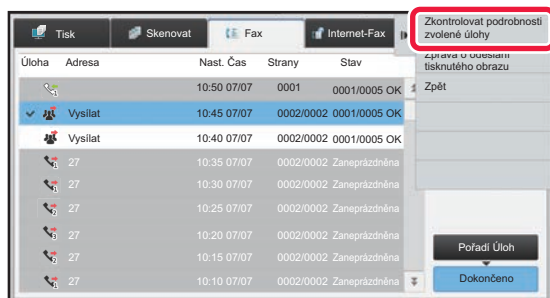 Tisk
Skenovat
Fax
Internet-Fax
Zkontrolovat podrobnosti
zvolené úlohy
Zpráva o odeslání
tisknutého obrazu
Zpět
Úloha Adresa Nast. Čas Strany Stav
10:50 07/07 0001 0001/0005 OK
Vysílat 10:45 07/07 0002/0002 0001/0005 OK
Vysílat 10:40 07/07 0002/0002 0001/0005 OK
27 10:35 07/07 0002/0002 Zaneprázdněna
27 10:30 07/07 0002/0002 Zaneprázdněna
27 10:25 07/07 0002/0002 Zaneprázdněna
27 10:20 07/07 0002/0002 Zaneprázdněna
27 10:15 07/07 0002/0002 Zaneprázdněna
27 10:10 07/07 0002/0002 Zaneprázdněna
Pořadí Úloh
Dokončeno